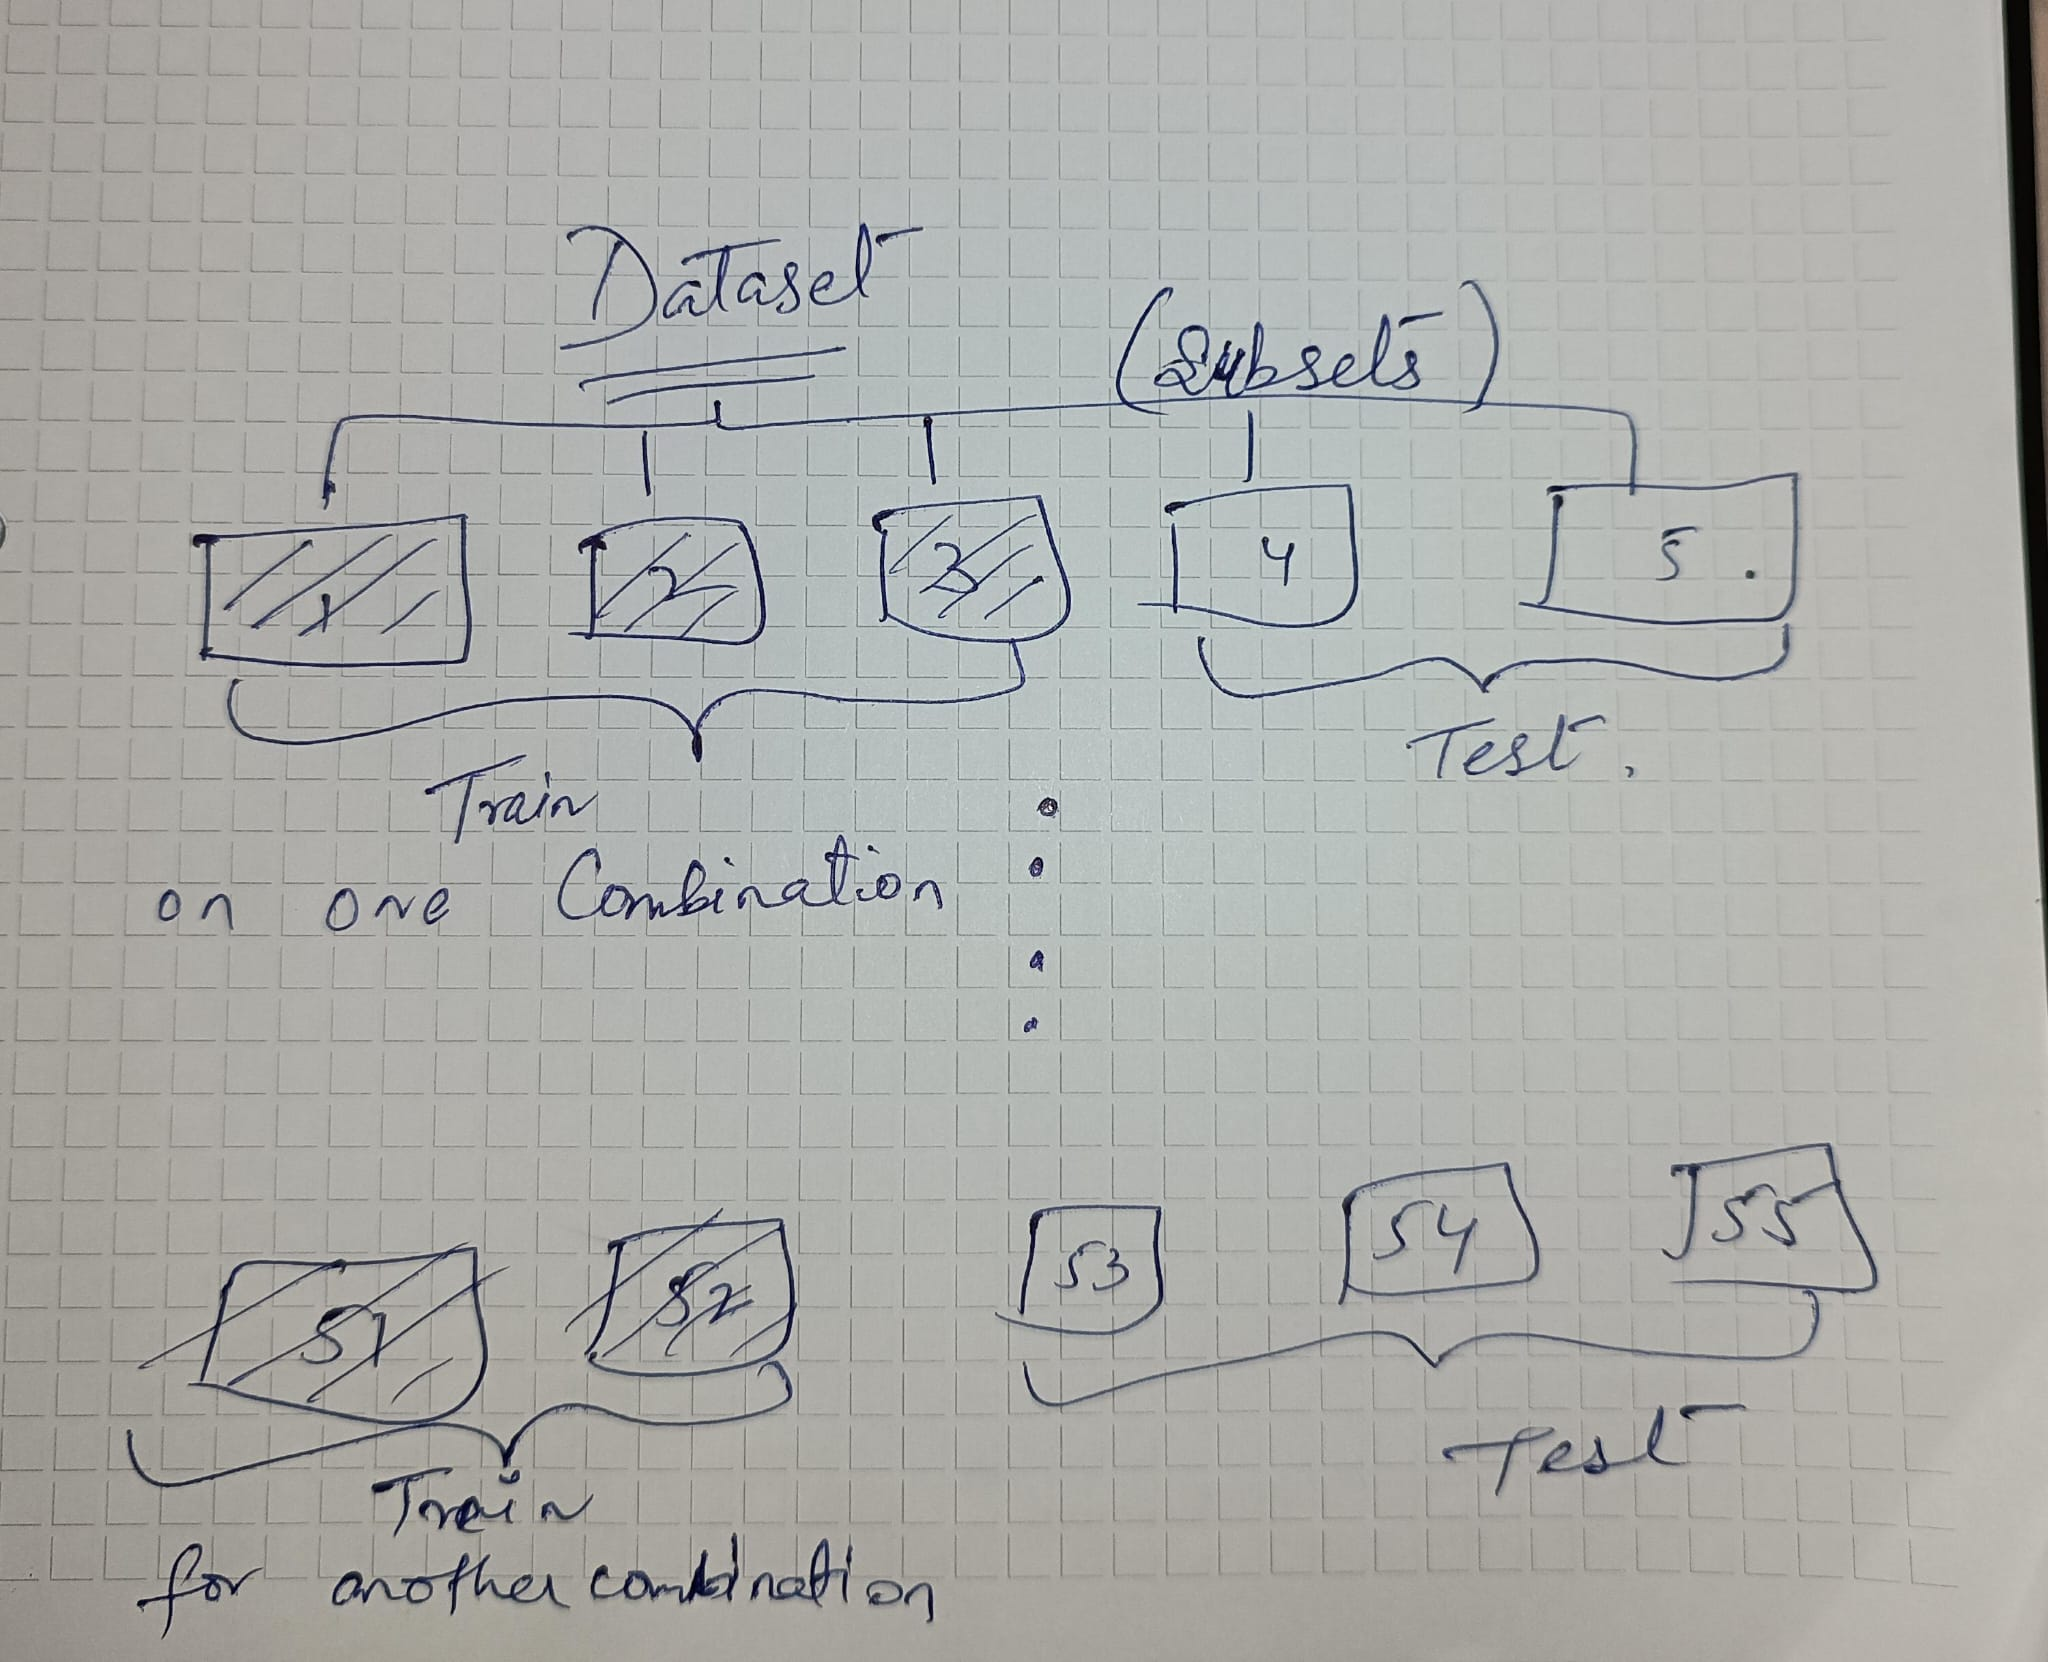 Dataset
(Subsets)
1 2 3 4 5.
Train
Test.
on one Combination
S1 S2 S3 S4 S5
Train
Test
for another combination